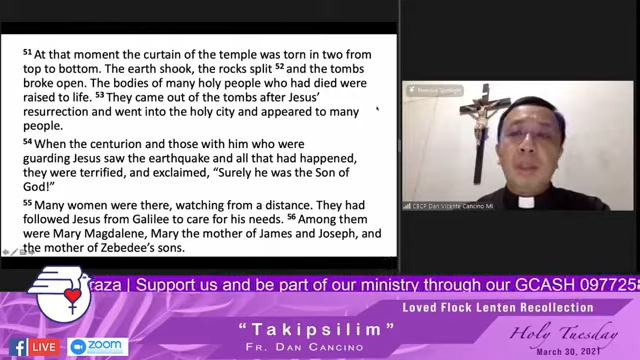 51 At that moment the curtain of the temple was torn in two from
top to bottom. The earth shook, the rocks split 52 and the tombs
broke open. The bodies of many holy people who had died were
raised to life. 53 They came out of the tombs after Jesus'
resurrection and went into the holy city and appeared to many
people.
54 When the centurion and those with him who were
guarding Jesus saw the earthquake and all that had happened,
they were terrified, and exclaimed, "Surely he was the Son of
God!"
55 Many women were there, watching from a distance. They had
followed Jesus from Galilee to care for his needs. 56 Among them
were Mary Magdalene, Mary the mother of James and Joseph, and
the mother of Zebedee's sons.
Remove Spotlight
CBCP Dan Vicente Cancino MI
aza | Support us and be part of our ministry through our GCASH 097725
Loved Flock Lenten Recollection
"Takipsilim"
Fr. Dan Cancino
Holy Tuesday
March 30, 2021
LIVE
zoom